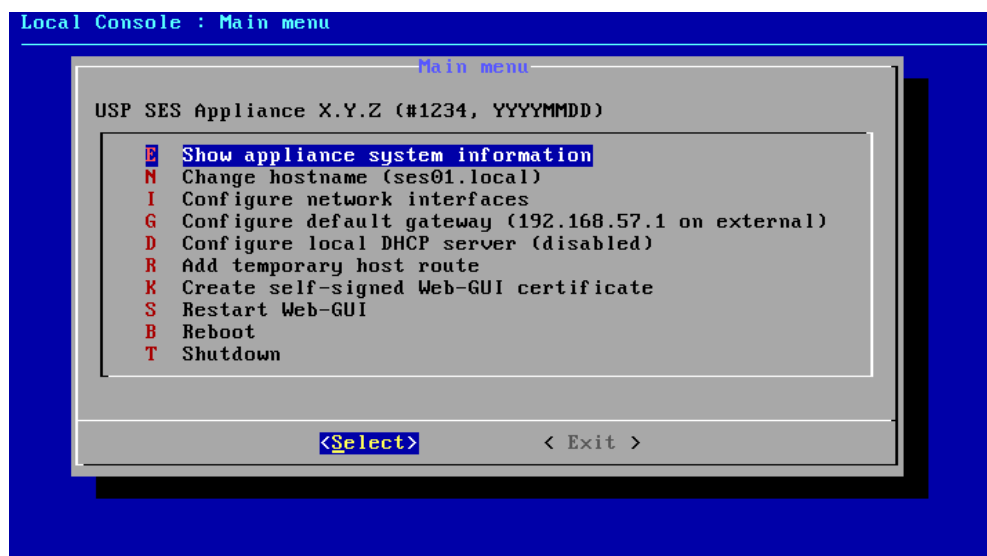 Local Console : Main menu
Main menu
USP SES Appliance X.Y.Z (#1234, YYYYMMDD)
E Show appliance system information
N Change hostname (ses01.local)
I Configure network interfaces
G Configure default gateway (192.168.57.1 on external)
D Configure local DHCP server (disabled)
R Add temporary host route
K Create self-signed Web-GUI certificate
S Restart Web-GUI
B Reboot
T Shutdown
<Select> < Exit >